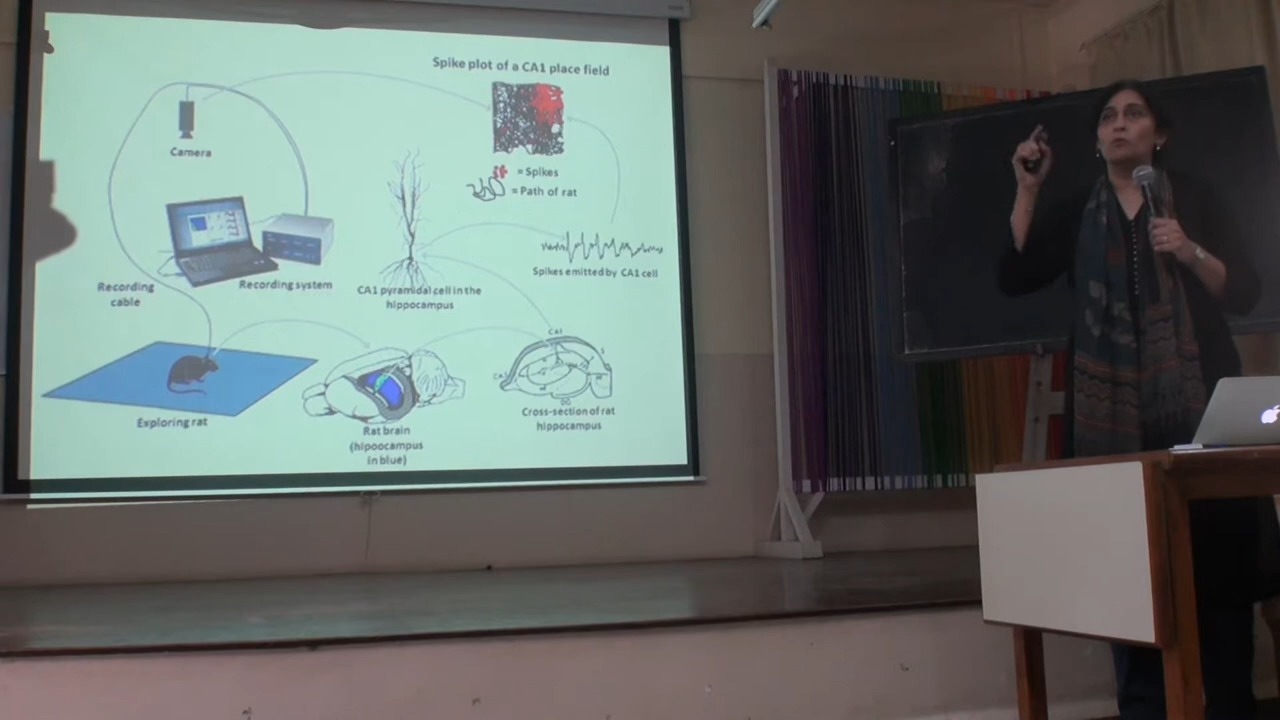 Spike plot of a CA1 place field
Camera
= Spikes
= Path of rat
Spikes emitted by CA1 cell
Recording
cable
Recording system
CA1 pyramidal cell in the
hippocampus
CA1
DG
Exploring rat
Rat brain
(hipoocampus
in blue)
Cross-section of rat
hippocampus